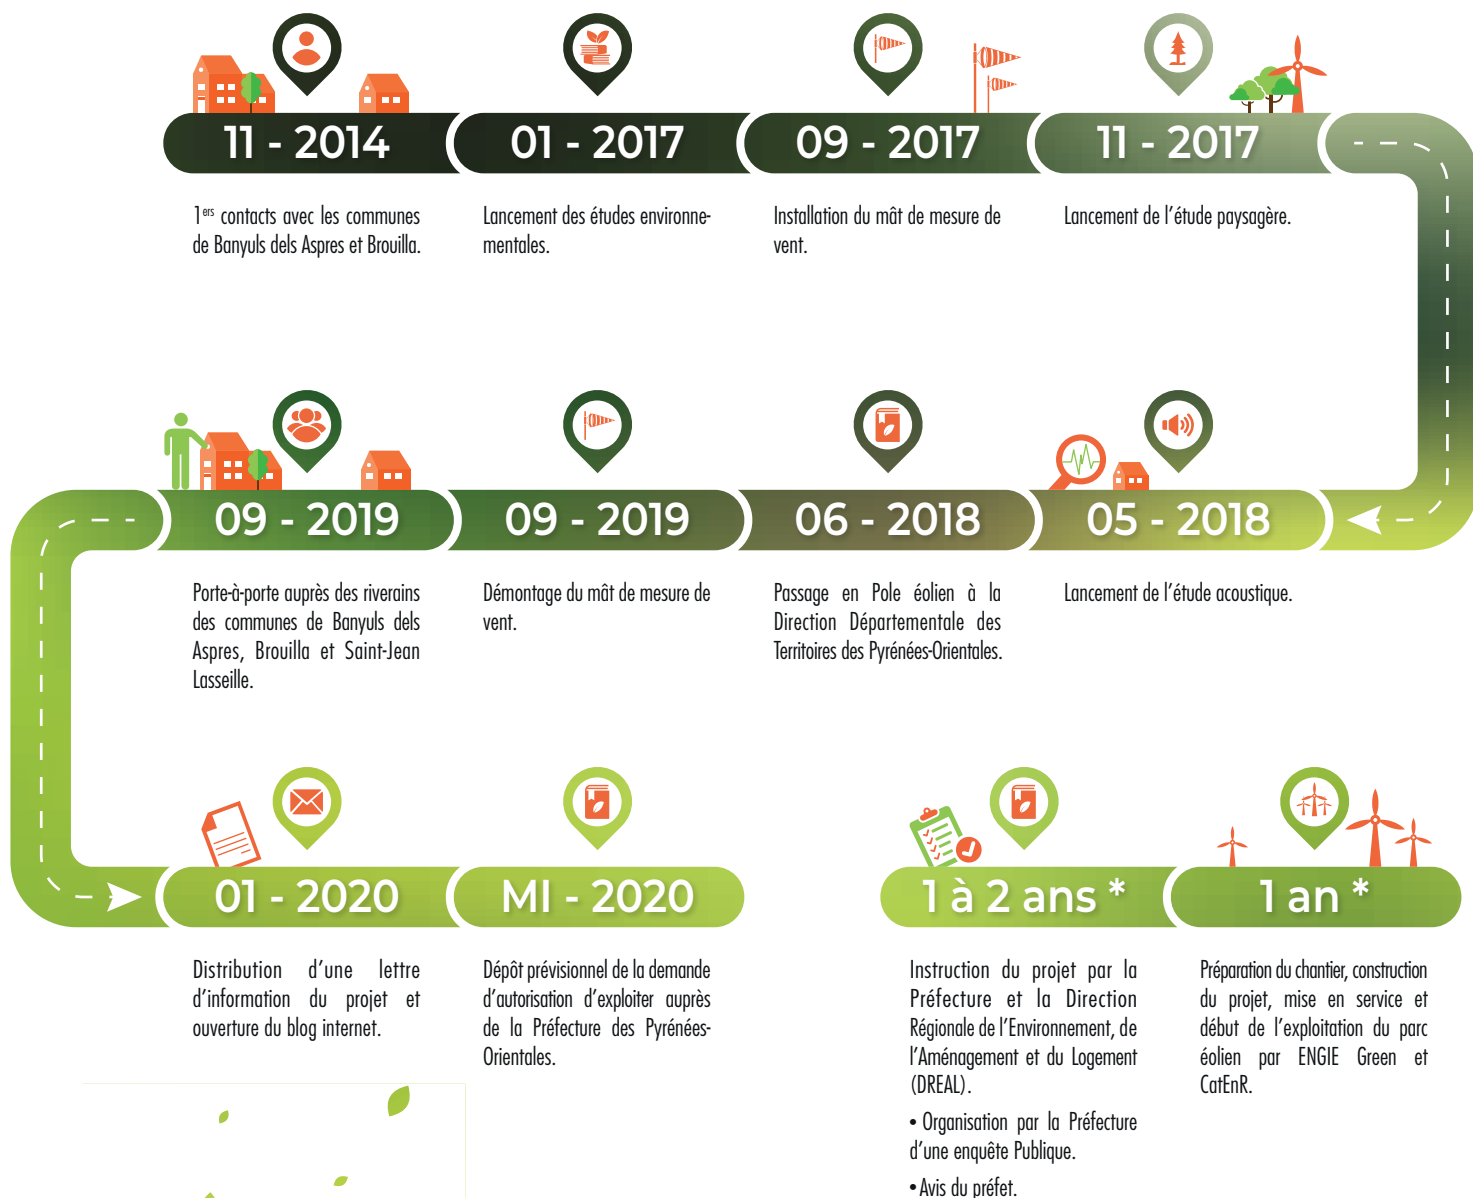 11 - 2014
01 - 2017
09 - 2017
11 - 2017
1ers contacts avec les communes
de Banyuls dels Aspres et Brouilla.
Lancement des études environne-
mentales.
Installation du mât de mesure de
vent.
Lancement de l'étude paysagère.
09 - 2019
09 - 2019
06 - 2018
05 - 2018
Porte-à-porte auprès des riverains
des communes de Banyuls dels
Aspres, Brouilla et Saint-Jean
Lasseille.
Démontage du mât de mesure de
vent.
Passage en Pole éolien à la
Direction Départementale des
Territoires des Pyrénées-Orientales.
Lancement de l'étude acoustique.
01 - 2020
MI - 2020
1 à 2 ans *
1 an *
Distribution d'une lettre
d'information du projet et
ouverture du blog internet.
Dépôt prévisionnel de la demande
d'autorisation d'exploiter auprès
de la Préfecture des Pyrénées-
Orientales.
Instruction du projet par la
Préfecture et la Direction
Régionale de l'Environnement, de
l'Aménagement et du Logement
(DREAL).
• Organisation par la Préfecture
d'une enquête Publique.
• Avis du préfet.
Préparation du chantier, construction
du projet, mise en service et
début de l'exploitation du parc
éolien par ENGIE Green et
CatEnR.